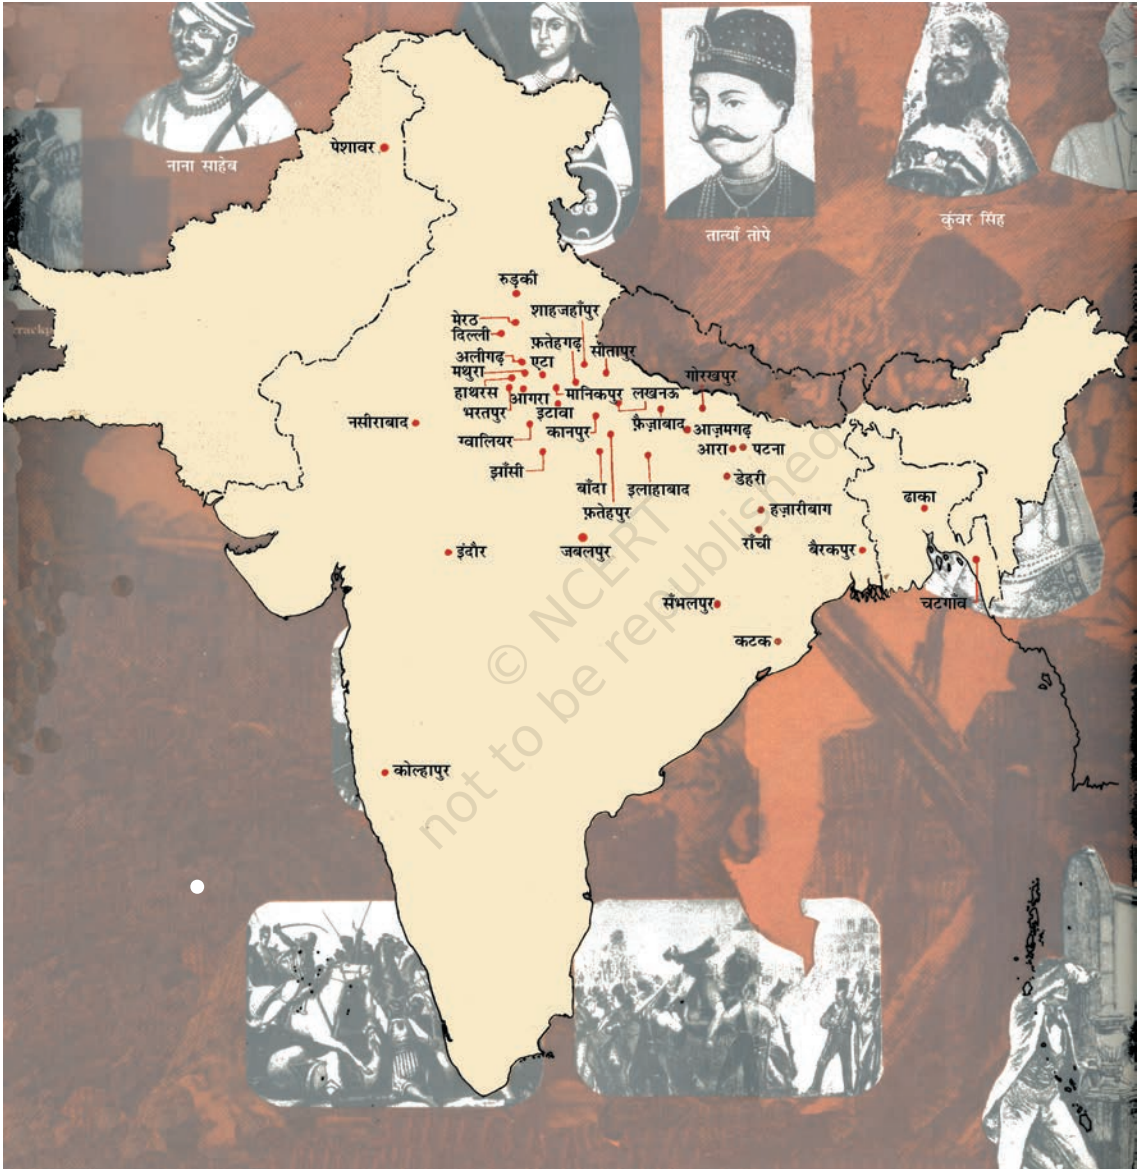 नाना साहेब
तात्याँ तोपे
कुंवर सिंह
पेशावर
रुड़की
शाहजहाँपुर
मेरठ
दिल्ली
फ़तेहगढ़
सीतापुर
अलीगढ़
एटा
मथुरा
गोरखपुर
हाथरस
आगरा
मानिकपुर
लखनऊ
भरतपुर
इटावा
नसीराबाद
कानपुर
फ़ैज़ाबाद
आज़मगढ़
ग्वालियर
आरा
पटना
झाँसी
डेहरी
बाँदा
इलाहाबाद
ढाका
फ़तेहपुर
हज़ारीबाग
राँची
इंदौर
जबलपुर
बैरकपुर
सँभलपुर
चटगाँव
कटक
कोल्हापुर
© NCERT
not to be republished